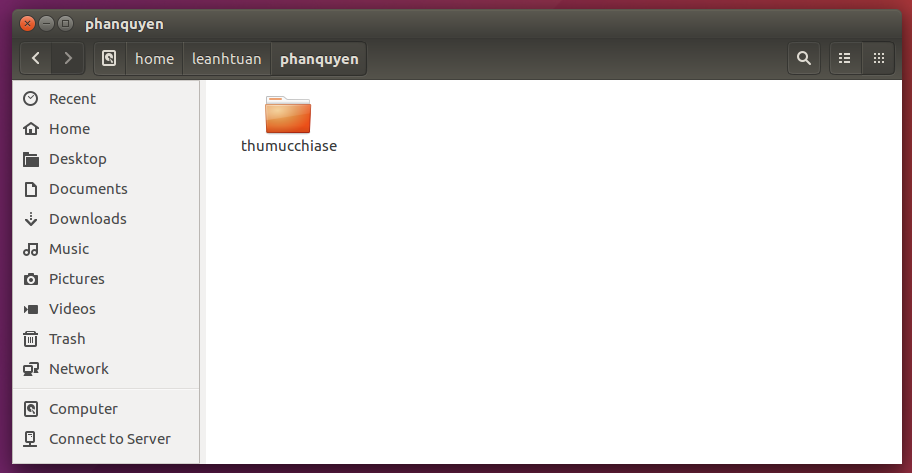 phanquyen
home leanhtuan phanquyen
Recent
Home
Desktop
Documents
Downloads
Music
Pictures
Videos
Trash
Network
Computer
Connect to Server
thumucchiase